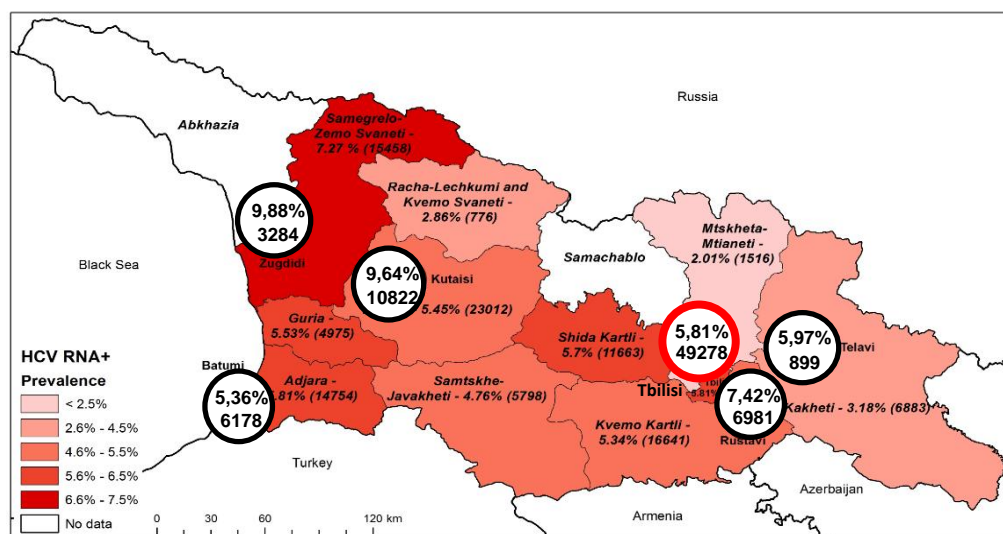 Russia
Abkhazia
Samegrelo-
Zemo Svaneti -
7.27 % (15458)
Racha-Lechkumi and
Kvemo Svaneti -
2.86% (776)
Mtskheta-
Mtianeti -
2.01% (1516)
9,88%
3284
Zugdidi
Black Sea
Samachablo
9,64%
10822
Kutaisi
5.45% (23012)
Guria -
5.53% (4975)
Shida Kartli -
5.7% (11663)
5,81%
49278
Tbilisi
5,97%
899
Telavi
HCV RNA+
Prevalence
< 2.5%
2.6% - 4.5%
4.6% - 5.5%
5.6% - 6.5%
6.6% - 7.5%
No data
Batumi
5,36%
6178
Adjara -
.81% (14754)
Samtskhe-
Javakheti - 4.76% (5798)
7,42%
6981
Kakheti - 3.18% (6883)
Kvemo Kartli -
5.34% (16641)
Rustavi
Turkey
Armenia
Azerbaijan
0 30 60 120 km